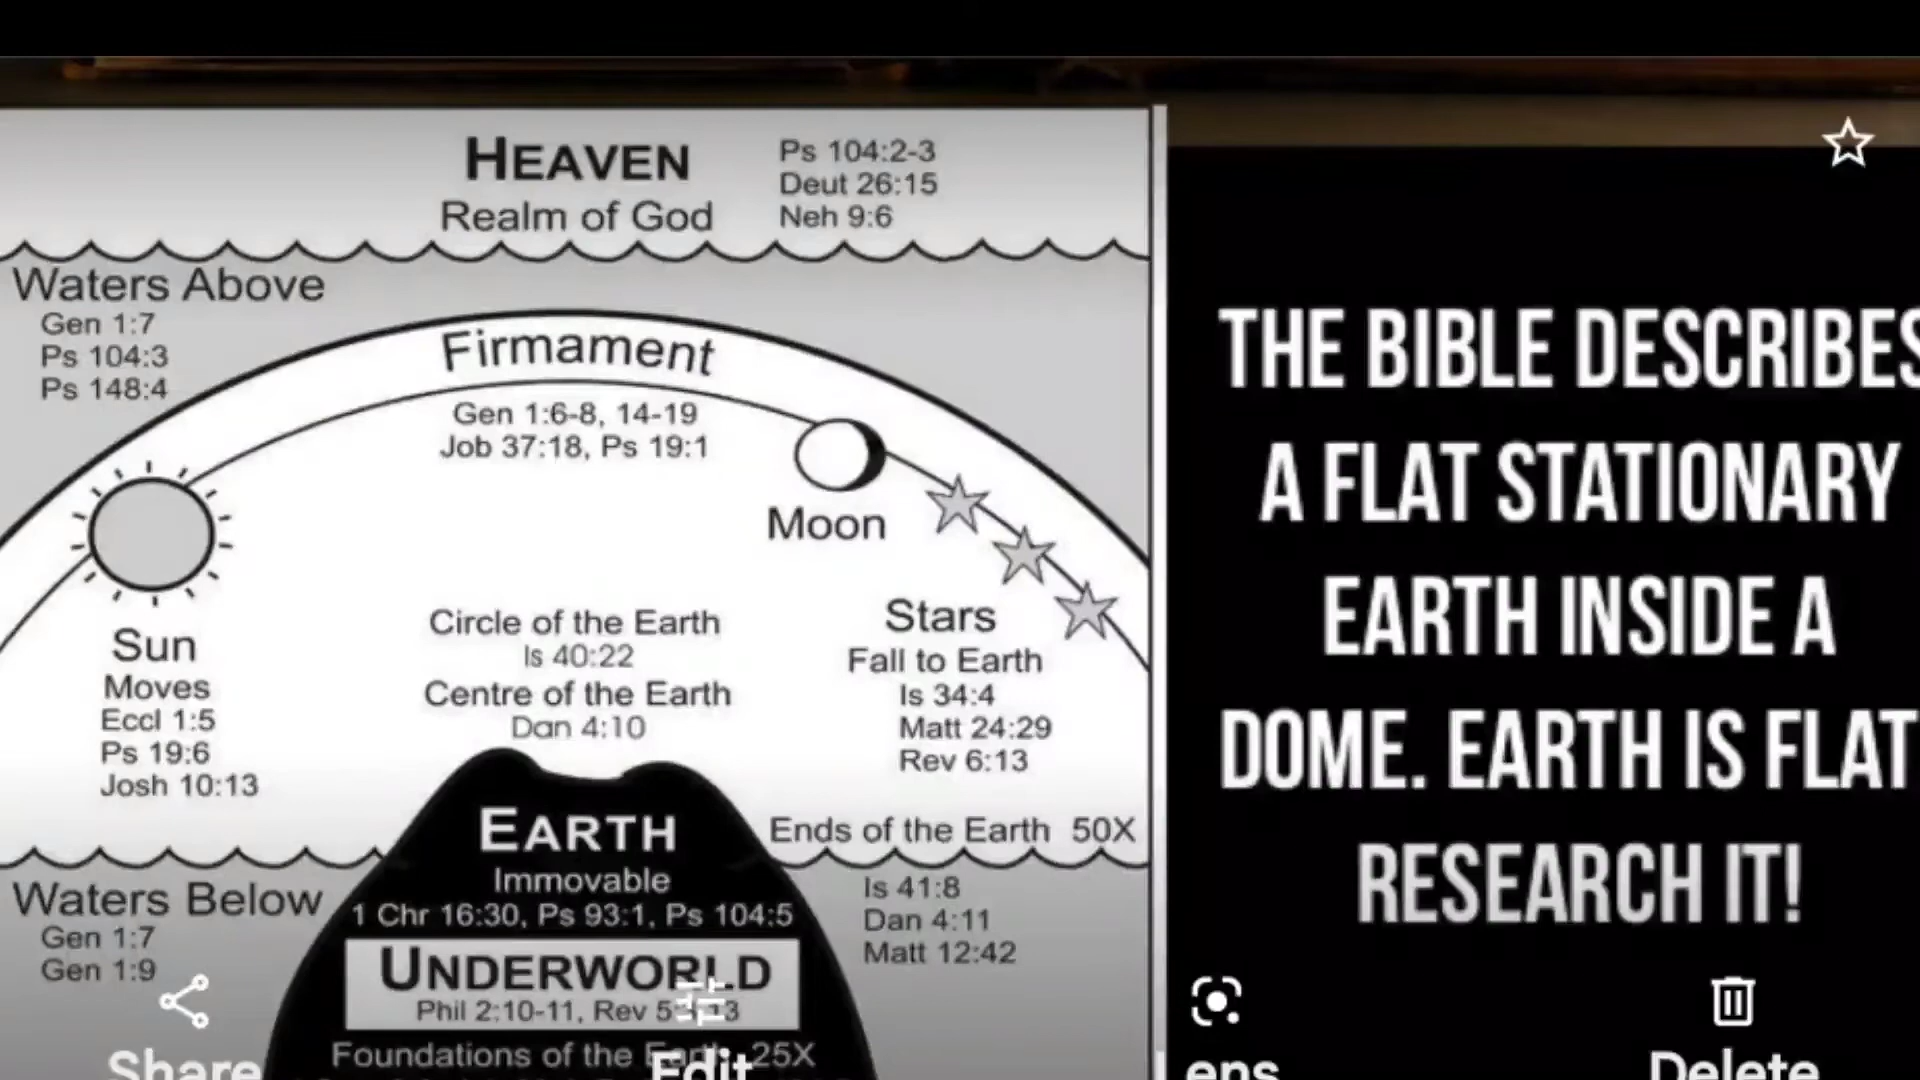 HEAVEN
Realm of God
Ps 104:2-3
Deut 26:15
Neh 9:6
Waters Above
Gen 1:7
Ps 104:3
Ps 148:4
Firmament
Gen 1:6-8, 14-19
Job 37:18, Ps 19:1
Moon
Sun
Moves
Eccl 1:5
Ps 19:6
Josh 10:13
Circle of the Earth
Is 40:22
Centre of the Earth
Dan 4:10
Stars
Fall to Earth
Is 34:4
Matt 24:29
Rev 6:13
EARTH
Immovable
1 Chr 16:30, Ps 93:1, Ps 104:5
Ends of the Earth 50X
Is 41:8
Dan 4:11
Matt 12:42
Waters Below
Gen 1:7
Gen 1:9
UNDERWORLD
Phil 2:10-11, Rev
Foundations of the Earth 25X
THE BIBLE DESCRIBES
A FLAT STATIONARY
EARTH INSIDE A
DOME. EARTH IS FLAT
RESEARCH IT!
Share
Edit
ens
Delete